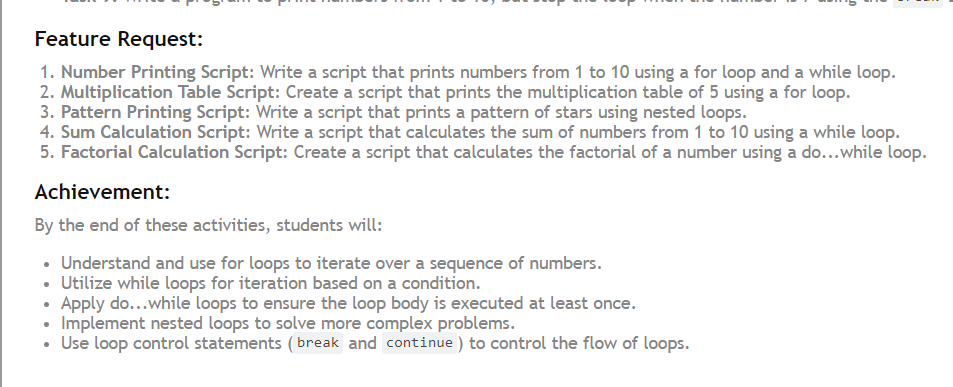 Feature Request:
1. Number Printing Script: Write a script that prints numbers from 1 to 10 using a for loop and a while loop.
2. Multiplication Table Script: Create a script that prints the multiplication table of 5 using a for loop.
3. Pattern Printing Script: Write a script that prints a pattern of stars using nested loops.
4. Sum Calculation Script: Write a script that calculates the sum of numbers from 1 to 10 using a while loop.
5. Factorial Calculation Script: Create a script that calculates the factorial of a number using a do...while loop.
Achievement:
By the end of these activities, students will:
• Understand and use for loops to iterate over a sequence of numbers.
• Utilize while loops for iteration based on a condition.
• Apply do...while loops to ensure the loop body is executed at least once.
• Implement nested loops to solve more complex problems.
• Use loop control statements (break and continue) to control the flow of loops.